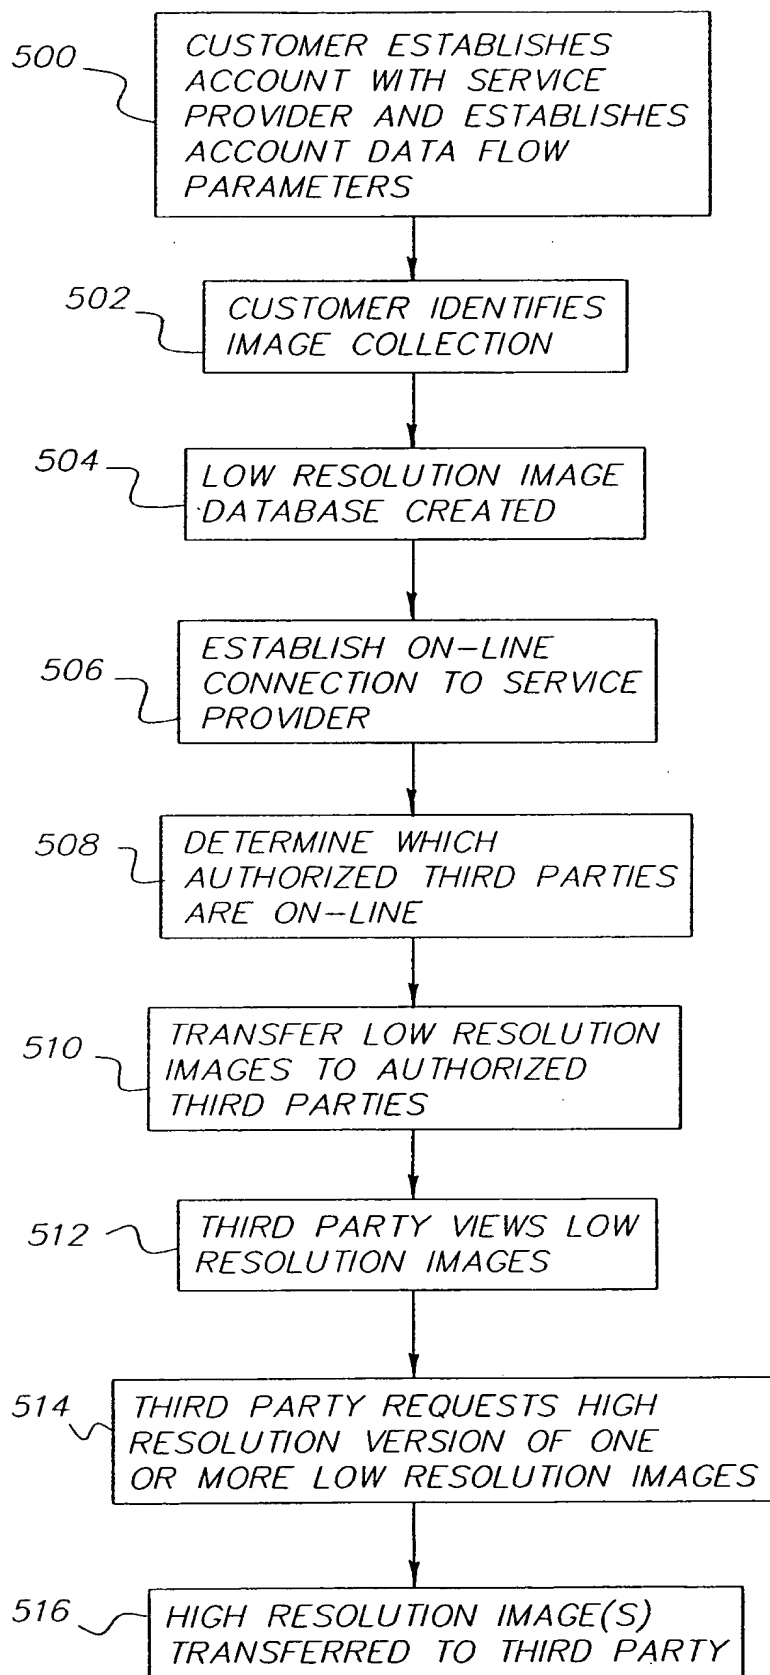 500
CUSTOMER ESTABLISHES
ACCOUNT WITH SERVICE
PROVIDER AND ESTABLISHES
ACCOUNT DATA FLOW
PARAMETERS
502
CUSTOMER IDENTIFIES
IMAGE COLLECTION
504
LOW RESOLUTION IMAGE
DATABASE CREATED
506
ESTABLISH ON-LINE
CONNECTION TO SERVICE
PROVIDER
508
DETERMINE WHICH
AUTHORIZED THIRD PARTIES
ARE ON-LINE
510
TRANSFER LOW RESOLUTION
IMAGES TO AUTHORIZED
THIRD PARTIES
512
THIRD PARTY VIEWS LOW
RESOLUTION IMAGES
514
THIRD PARTY REQUESTS HIGH
RESOLUTION VERSION OF ONE
OR MORE LOW RESOLUTION IMAGES
516
HIGH RESOLUTION IMAGE(S)
TRANSFERRED TO THIRD PARTY